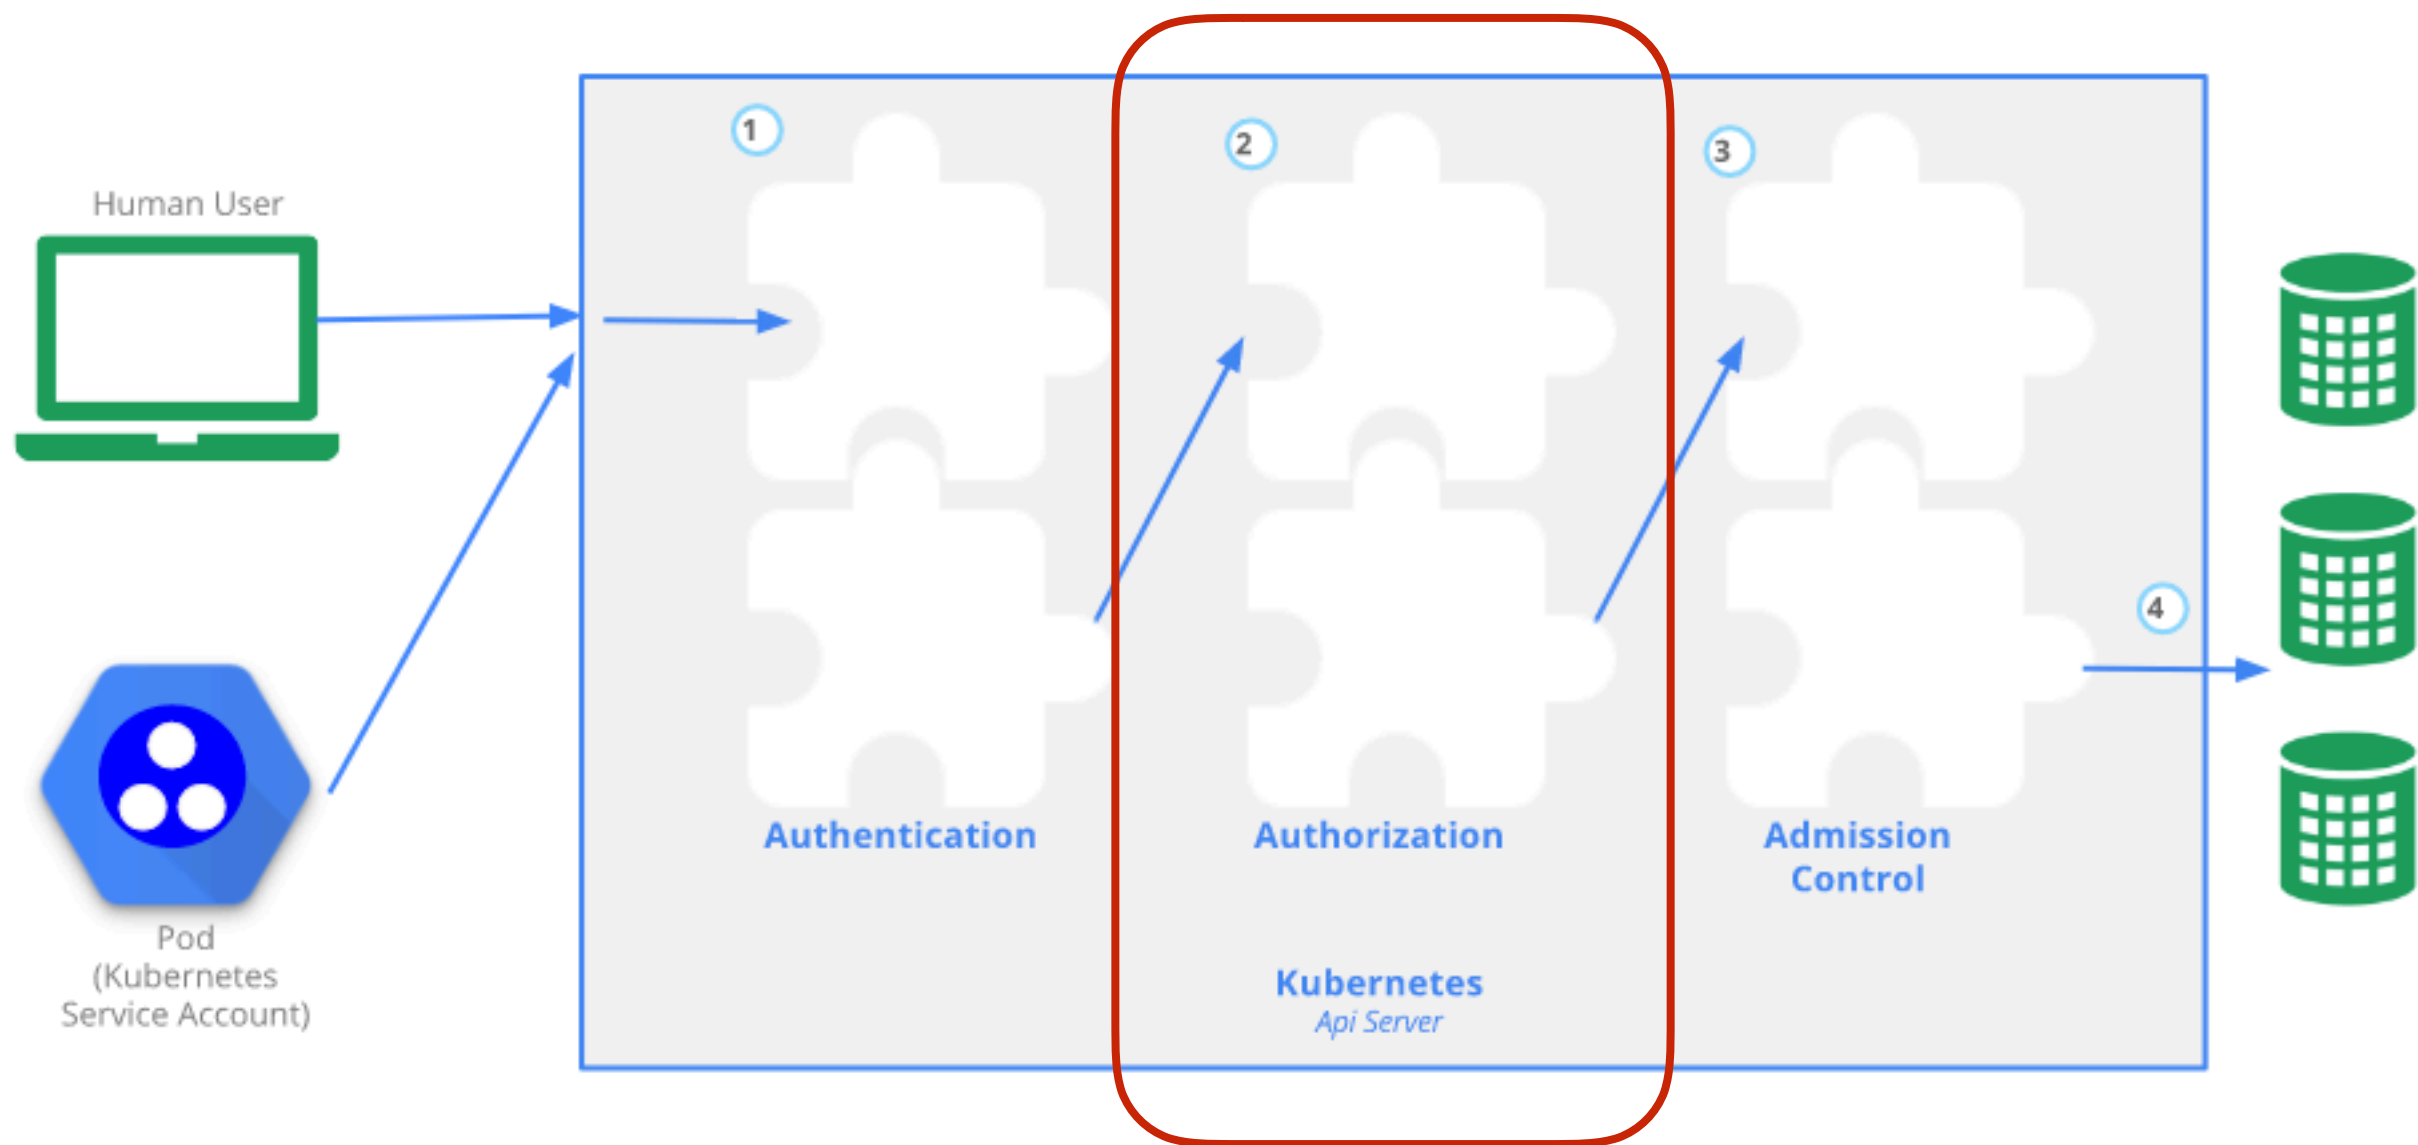 Human User
Pod
(Kubernetes
Service Account)
1
Authentication
2
Authorization
3
Admission
Control
4
Kubernetes
Api Server